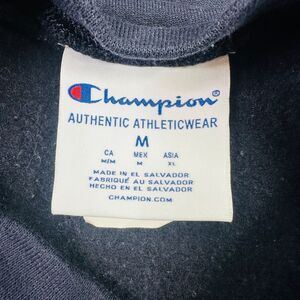 Champion®
AUTHENTIC ATHLETICWEAR
M
CA MEX ASIA
M/M M XL
MADE IN EL SALVADOR
FABRIQUÉ AU SALVADOR
HECHO EN EL SALVADOR
CHAMPION.COM